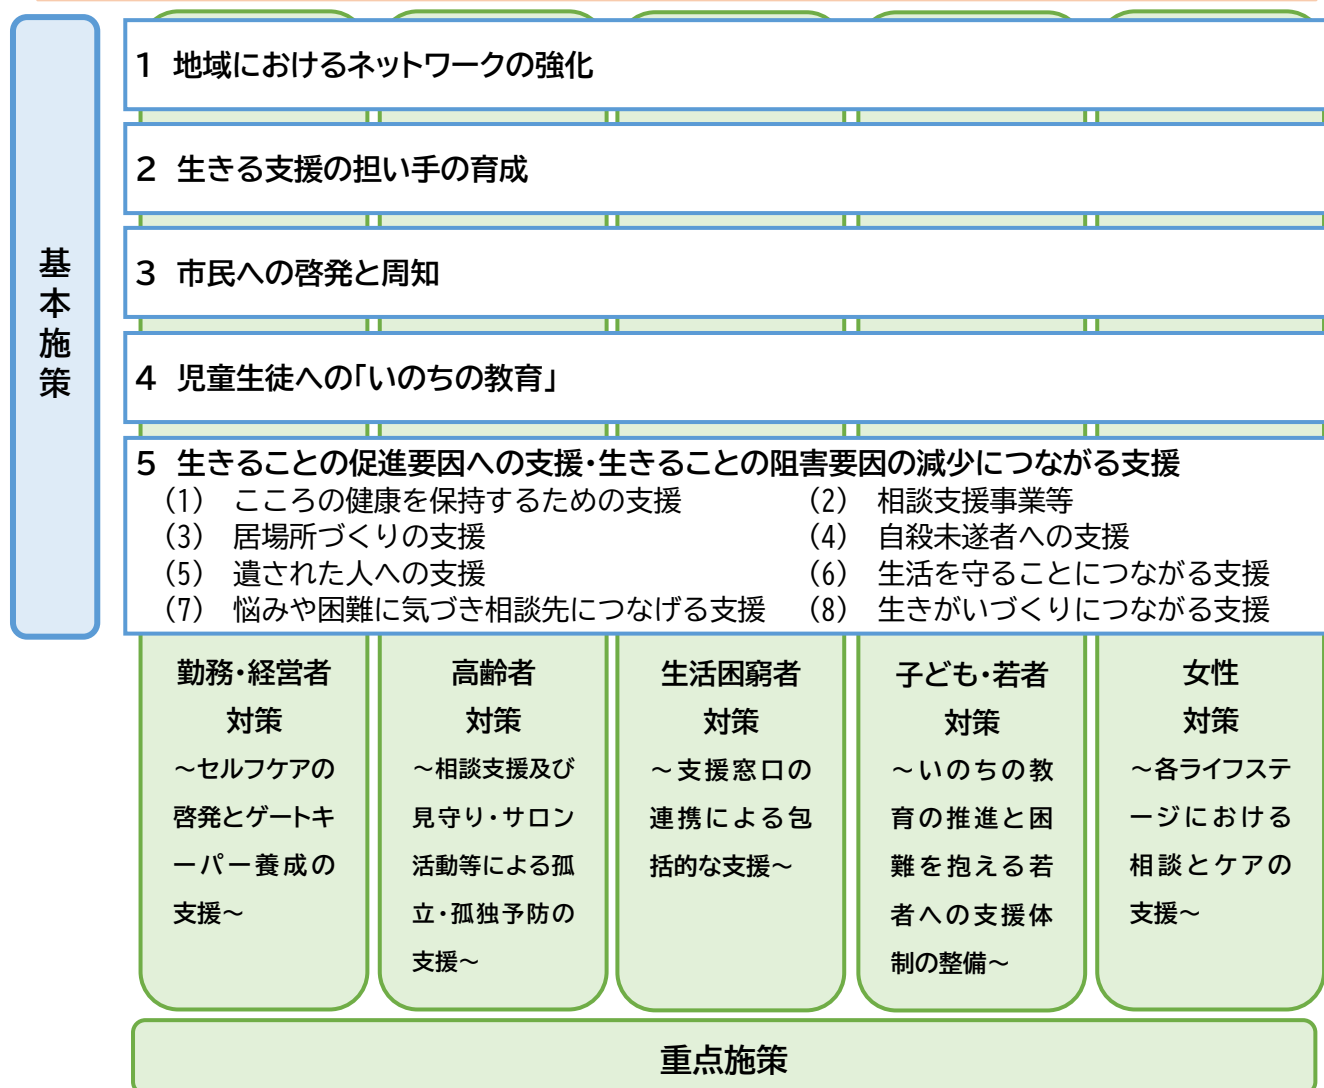 基本施策
1 地域におけるネットワークの強化
2 生きる支援の担い手の育成
3 市民への啓発と周知
4 児童生徒への「いのちの教育」
5 生きることの促進要因への支援・生きることの阻害要因の減少につながる支援
(1) こころの健康を保持するための支援 (2) 相談支援事業等
(3) 居場所づくりの支援 (4) 自殺未遂者への支援
(5) 遺された人への支援 (6) 生活を守ることにつながる支援
(7) 悩みや困難に気づき相談先につなげる支援 (8) 生きがいづくりにつながる支援
勤務・経営者
対策
～セルフケアの
啓発とゲートキ
ーパー養成の
支援～
高齢者
対策
～相談支援及び
見守り・サロン
活動等による孤
立・孤独予防の
支援～
生活困窮者
対策
～支援窓口の
連携による包
括的な支援～
子ども・若者
対策
～いのちの教
育の推進と困
難を抱える若
者への支援体
制の整備～
女性
対策
～各ライフステ
ージにおける
相談とケアの
支援～
重点施策